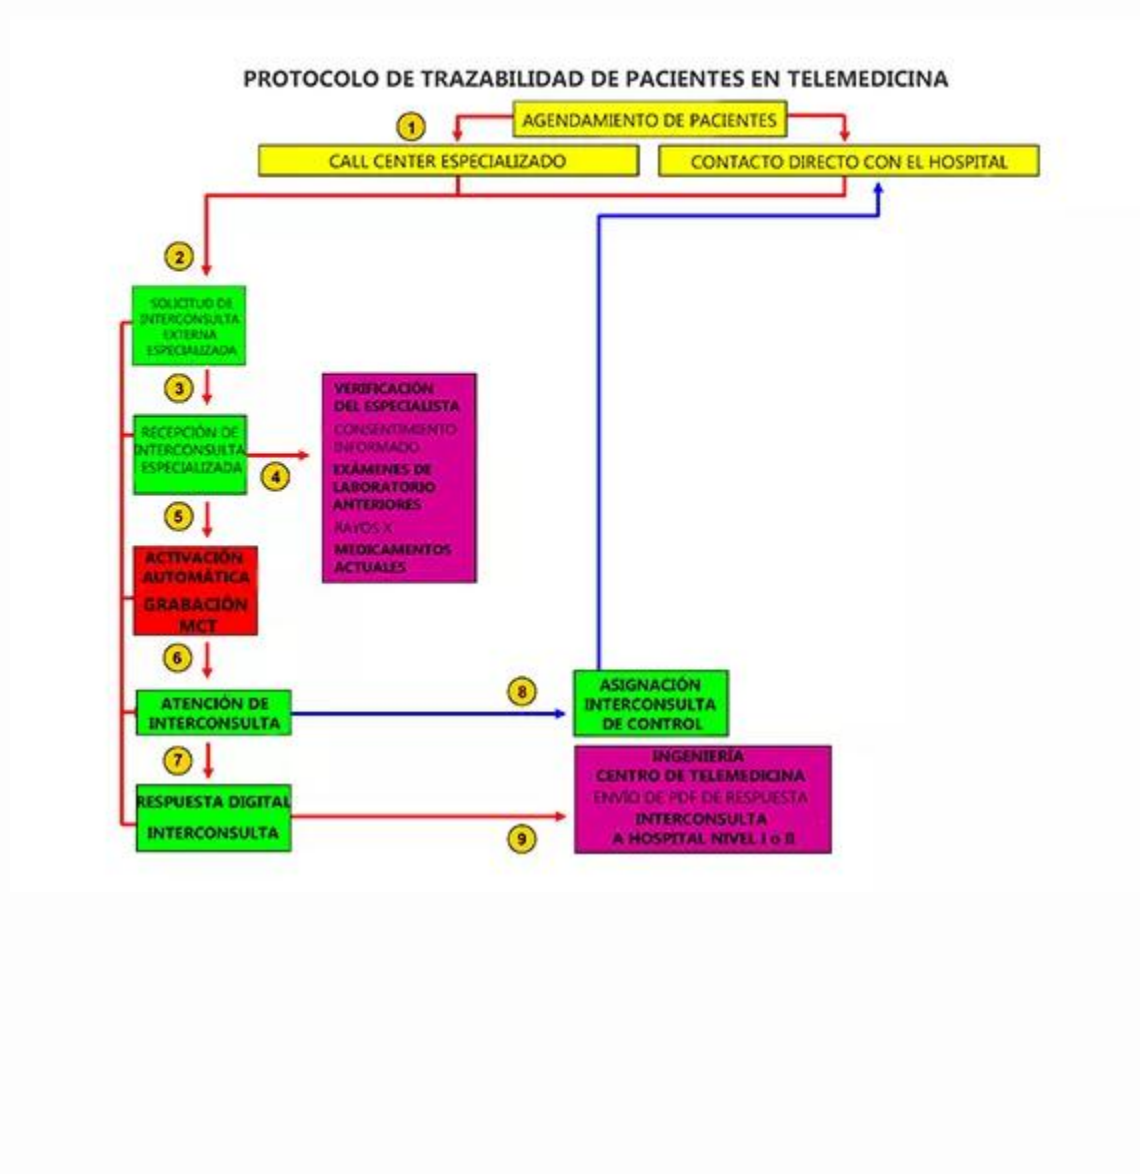 PROTOCOLO DE TRAZABILIDAD DE PACIENTES EN TELEMEDICINA
AGENDAMIENTO DE PACIENTES
1
CALL CENTER ESPECIALIZADO
CONTACTO DIRECTO CON EL HOSPITAL
2
SOLICITUD DE
INTERCONSULTA
EXTERNA
ESPECIALIZADA
3
RECEPCIÓN DE
INTERCONSULTA
ESPECIALIZADA
4
VERIFICACIÓN
DEL ESPECIALISTA
CONSENTIMIENTO
INFORMADO
EXÁMENES DE
LABORATORIO
ANTERIORES
RAYOS X
MEDICAMENTOS
ACTUALES
5
ACTIVACIÓN
AUTOMÁTICA
GRABACIÓN
MCT
6
ATENCIÓN DE
INTERCONSULTA
8
ASIGNACIÓN
INTERCONSULTA
DE CONTROL
7
RESPUESTA DIGITAL
INTERCONSULTA
9
INGENIERÍA
CENTRO DE TELEMEDICINA
ENVÍO DE PDF DE RESPUESTA
INTERCONSULTA
A HOSPITAL NIVEL I o II